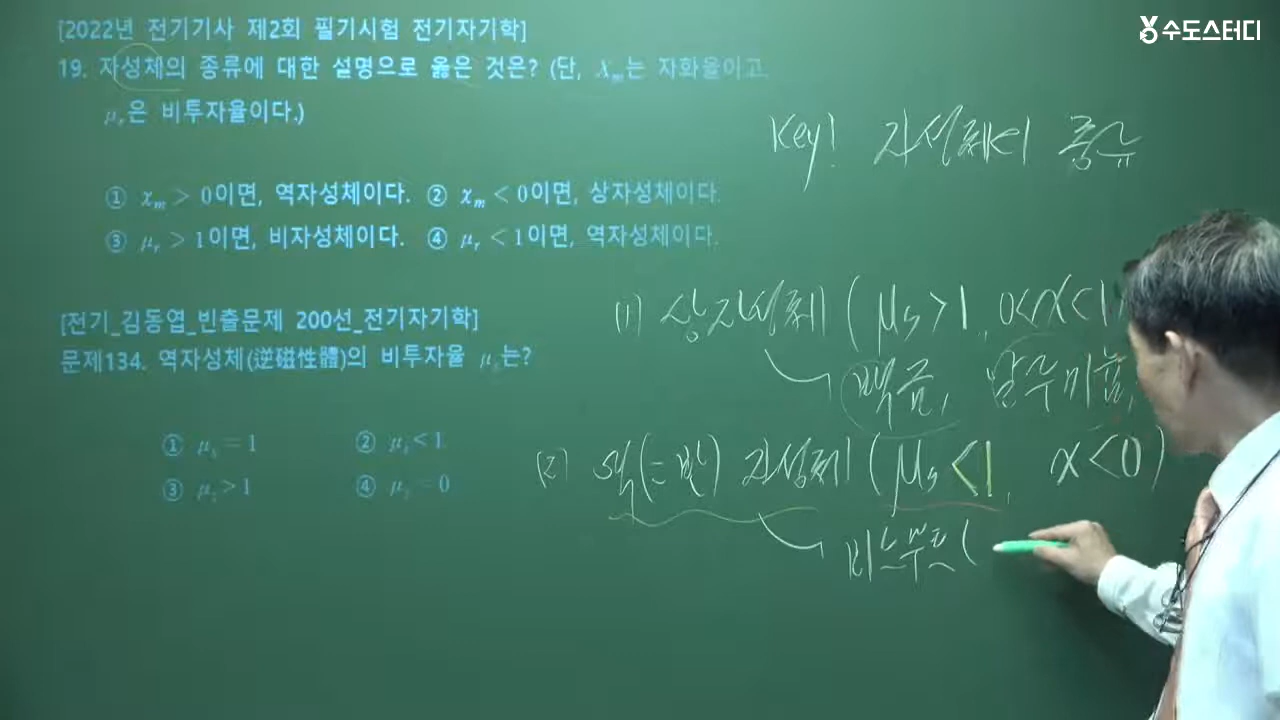 수도스터디
[2022년 전기기사 제2회 필기시험 전기자기학]
19. 자성체의 종류에 대한 설명으로 옳은 것은? (단, χₘ는 자화율이고
μᵣ은 비투자율이다.)
① χₘ > 0이면, 역자성체이다. ② χₘ < 0이면, 상자성체이다.
③ μᵣ > 1이면, 비자성체이다. ④ μᵣ < 1이면, 역자성체이다.
[전기_김동엽_빈출문제 200선_전기자기학]
문제134. 역자성체(逆磁性體)의 비투자율 μₛ는?
① μₛ = 1 ② μₛ < 1
③ μₛ > 1 ④ μₛ = 0
Key! 자성체의 종류
(1) 상자성체 ( μₛ > 1, 0 < x < 1
백금, 알루미늄,
(2) 역(=반) 자성체 ( μₛ < 1, x < 0 )
비스무트 (